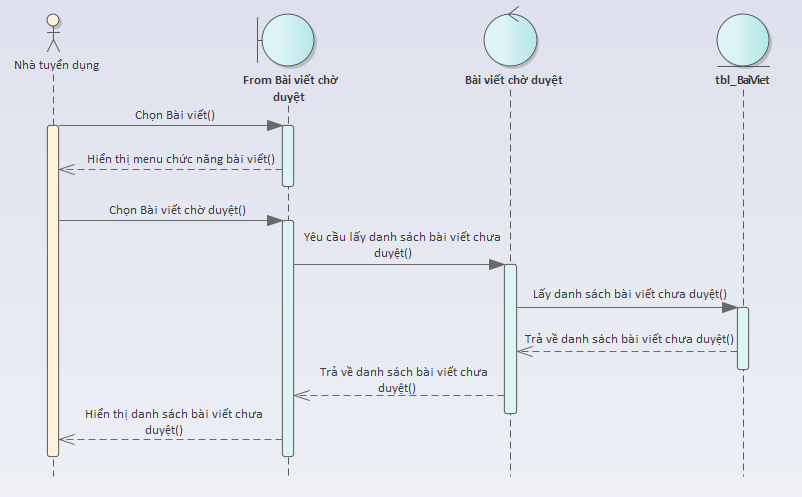 Nhà tuyển dụng
From Bài viết chờ
duyệt
Bài viết chờ duyệt
tbl_BaiViet
Chọn Bài viết()
Hiển thị menu chức năng bài viết()
Chọn Bài viết chờ duyệt()
Yêu cầu lấy danh sách bài viết chưa
duyệt()
Lấy danh sách bài viết chưa duyệt()
Trả về danh sách bài viết chưa duyệt()
Trả về danh sách bài viết chưa
duyệt()
Hiển thị danh sách bài viết chưa
duyệt()